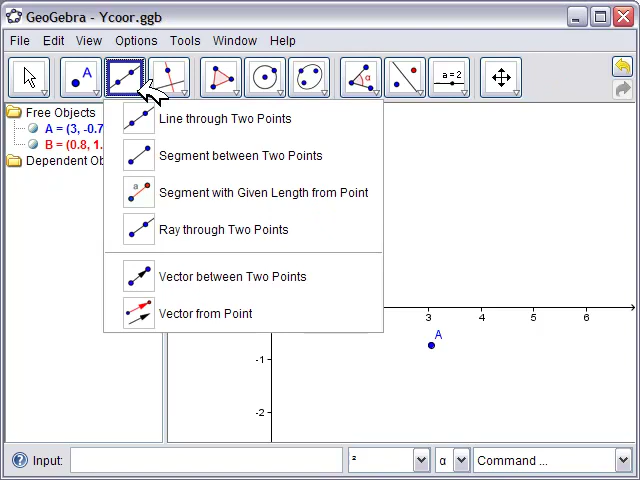 GeoGebra - Ycoor.ggb
File Edit View Options Tools Window Help
A α a = 2
Free Objects
A = (3, -0.7
B = (0.8, 1.
Dependent Ob
Line through Two Points
Segment between Two Points
a
Segment with Given Length from Point
Ray through Two Points
Vector between Two Points
Vector from Point
3 4 5 6
A
-1
-2
Input: ² α Command ...